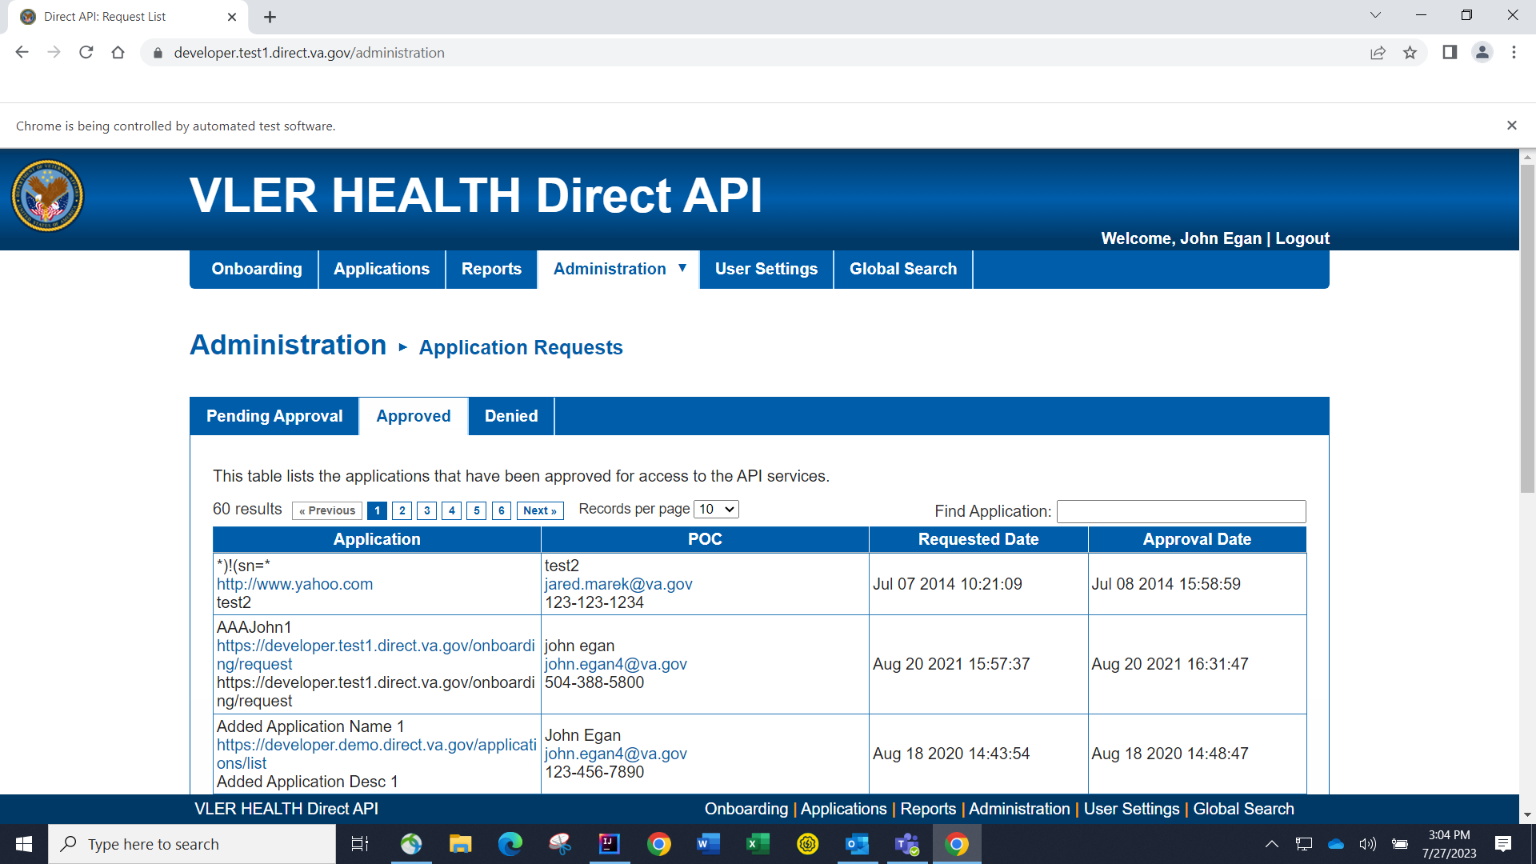 Direct API: Request List
developer.test1.direct.va.gov/administration
Chrome is being controlled by automated test software.
VLER HEALTH Direct API
Welcome, John Egan | Logout
Onboarding Applications Reports Administration ▼ User Settings Global Search
Administration ▸ Application Requests
Pending Approval Approved Denied
This table lists the applications that have been approved for access to the API services.
60 results « Previous 1 2 3 4 5 6 Next » Records per page 10 Find Application:
Application POC Requested Date Approval Date
*)!(sn=*
http://www.yahoo.com
test2
test2
jared.marek@va.gov
123-123-1234
Jul 07 2014 10:21:09
Jul 08 2014 15:58:59
AAAJohn1
https://developer.test1.direct.va.gov/onboardi
ng/request
https://developer.test1.direct.va.gov/onboardi
ng/request
john egan
john.egan4@va.gov
504-388-5800
Aug 20 2021 15:57:37
Aug 20 2021 16:31:47
Added Application Name 1
https://developer.demo.direct.va.gov/applicati
ons/list
Added Application Desc 1
John Egan
john.egan4@va.gov
123-456-7890
Aug 18 2020 14:43:54
Aug 18 2020 14:48:47
VLER HEALTH Direct API
Onboarding | Applications | Reports | Administration | User Settings | Global Search
Type here to search
3:04 PM
7/27/2023